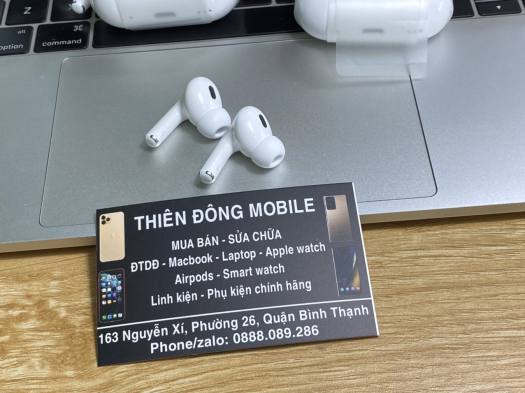 option
command
command
THIÊN ĐÔNG MOBILE
MUA BÁN - SỬA CHỮA
ĐTDĐ - Macbook - Laptop - Apple watch
Airpods - Smart watch
Linh kiện - Phụ kiện chính hãng
163 Nguyễn Xí, Phường 26, Quận Bình Thạnh
Phone/zalo: 0888.089.286